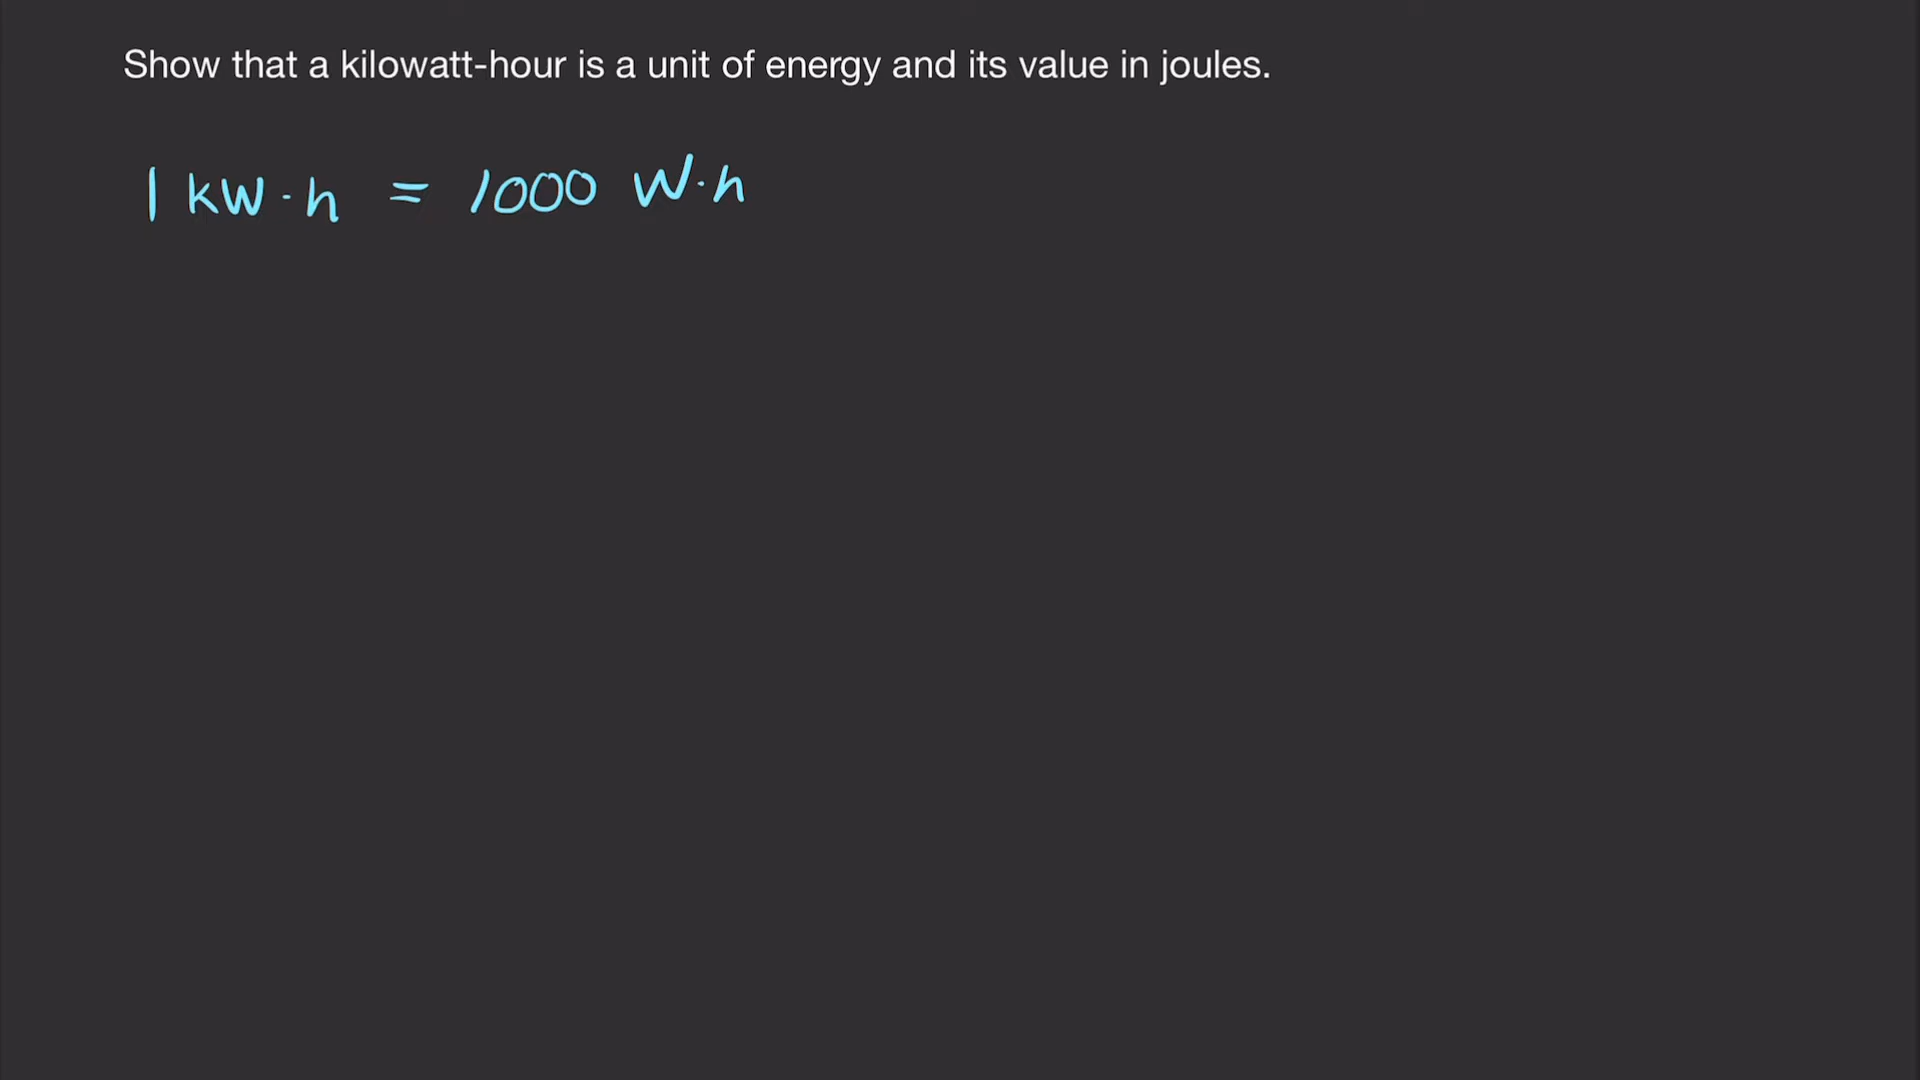 Show that a kilowatt-hour is a unit of energy and its value in joules.
1 kW · h = 1000 W · h